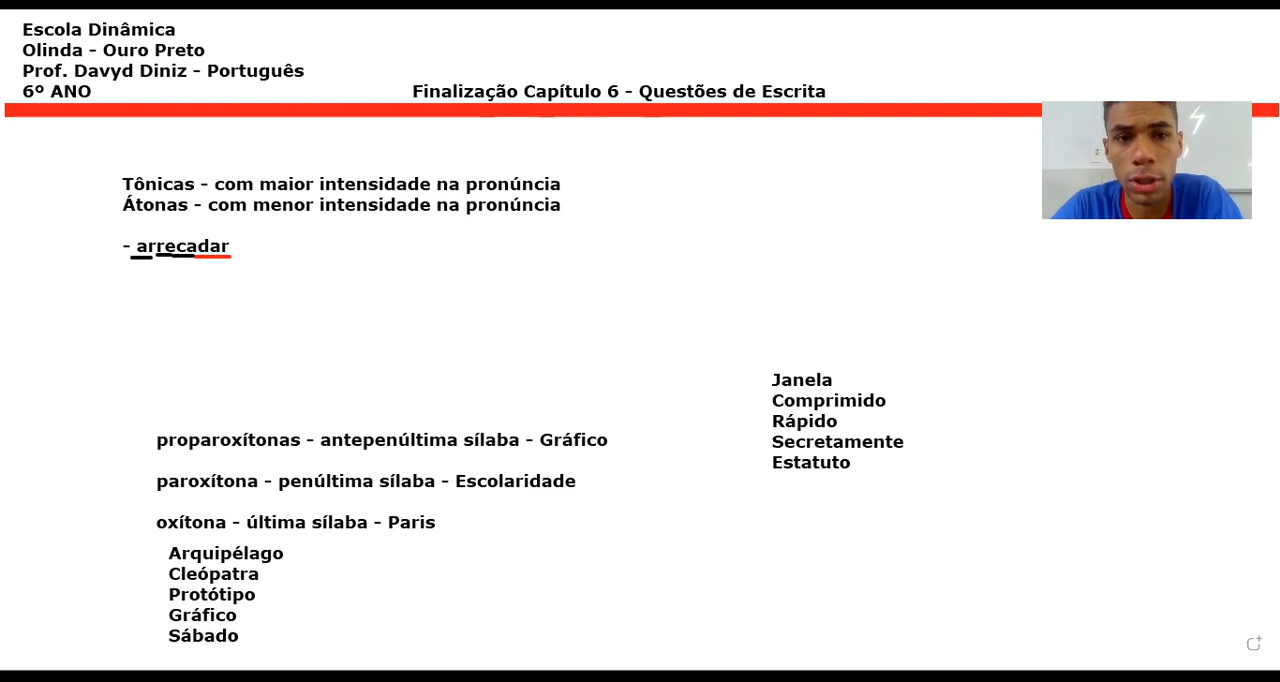 Escola Dinâmica
Olinda - Ouro Preto
Prof. Davyd Diniz - Português
6º ANO
Finalização Capítulo 6 - Questões de Escrita
Tônicas - com maior intensidade na pronúncia
Átonas - com menor intensidade na pronúncia
- arrecadar
proparoxítonas - antepenúltima sílaba - Gráfico
paroxítona - penúltima sílaba - Escolaridade
oxítona - última sílaba - Paris
Arquipélago
Cleópatra
Protótipo
Gráfico
Sábado
Janela
Comprimido
Rápido
Secretamente
Estatuto